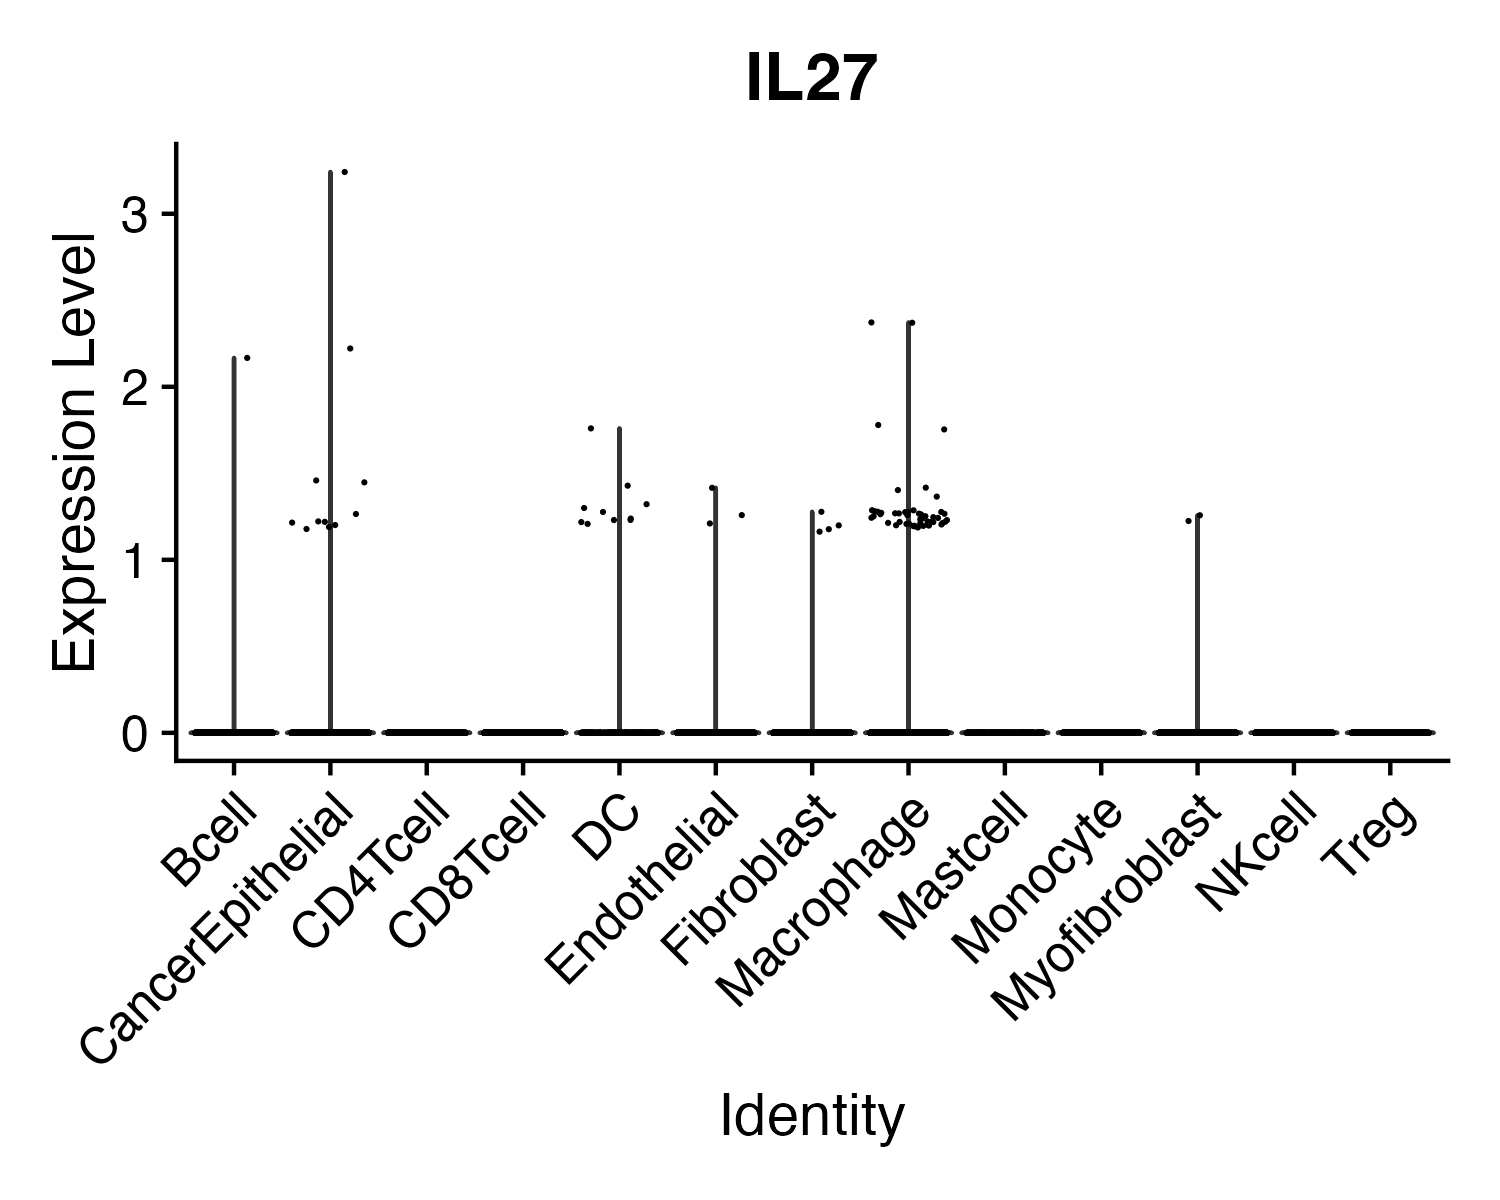 IL27
Expression Level
3
2
1
0
Bcell
CancerEpithelial
CD4Tcell
CD8Tcell
DC
Endothelial
Fibroblast
Macrophage
Mastcell
Monocyte
Myofibroblast
NKcell
Treg
Identity